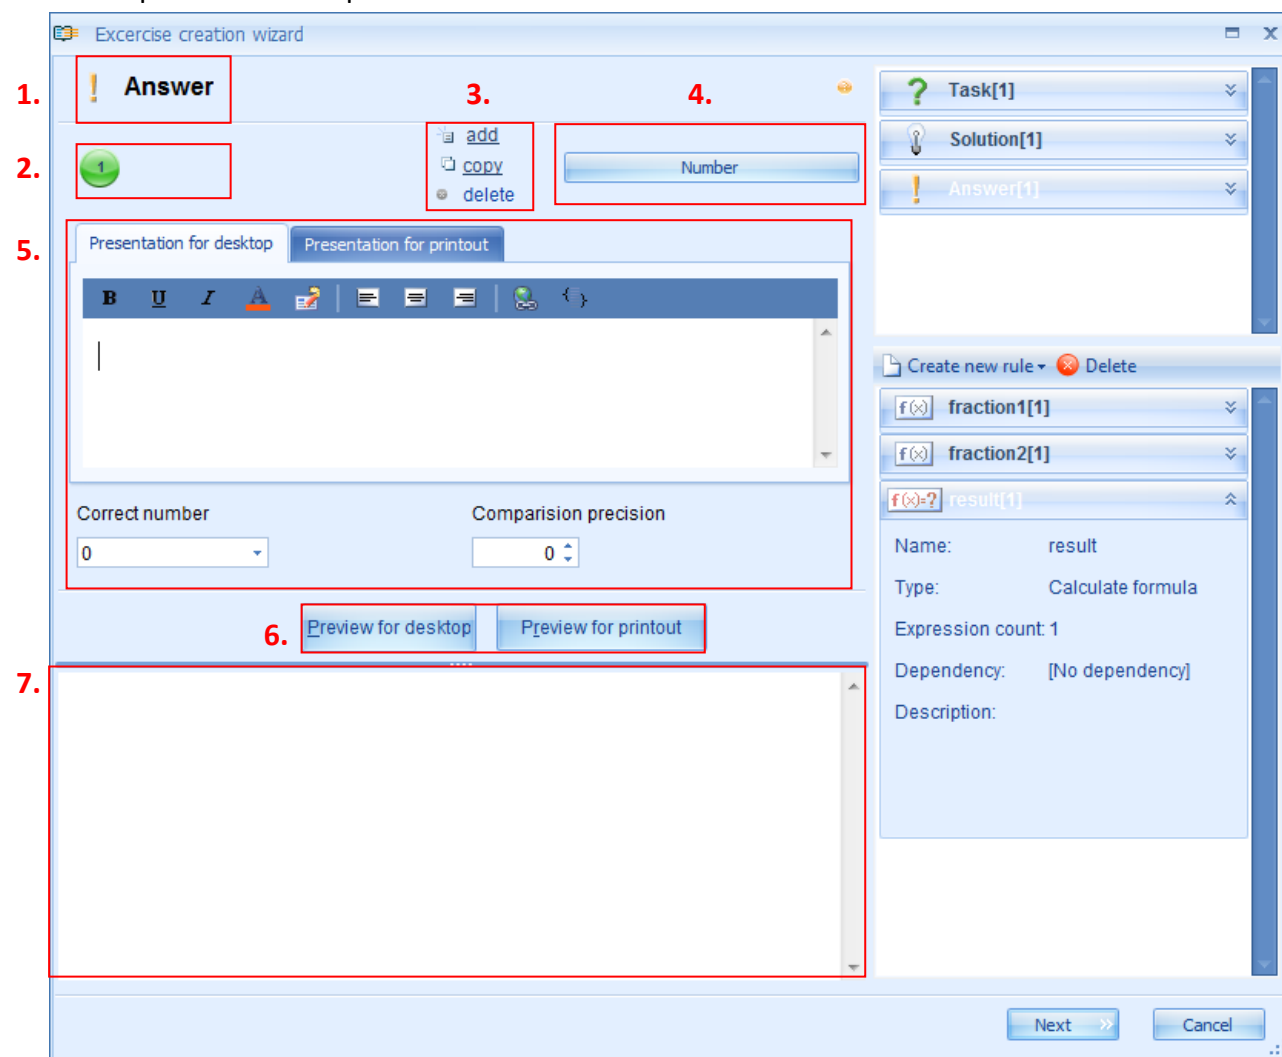 Excercise creation wizard
1.
Answer
3.
4.
2.
1
add
copy
delete
Number
5.
Presentation for desktop
Presentation for printout
B U I A
Correct number
Comparision precision
0
0
6.
Preview for desktop
Preview for printout
7.
? Task[1]
Solution[1]
! Answer[1]
Create new rule
Delete
f(x) fraction1[1]
f(x) fraction2[1]
f(x)=? result[1]
Name: result
Type: Calculate formula
Expression count: 1
Dependency: [No dependency]
Description:
Next
Cancel